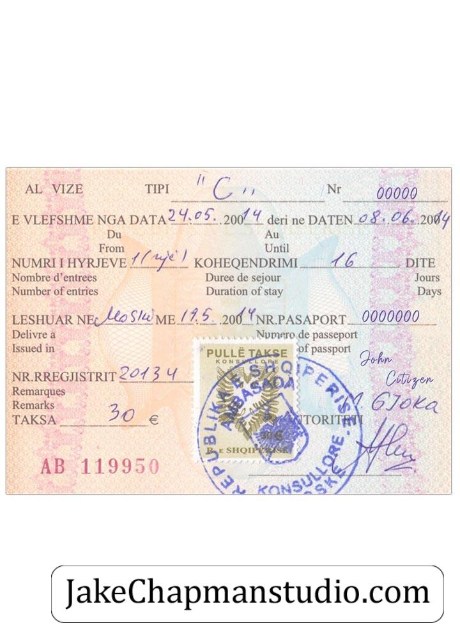 AL VIZE TIPI "C" Nr 00000
E VLEFSHME NGA DATA 24.05. 2014 deri ne DATEN 08.06.2014
Du Au
From Until
NUMRI I HYRJEVE 1 (një) KOHEQENDRIMI 16 DITE
Nombre d'entrees Duree de sejour Jours
Number of entries Duration of stay Days
LESHUAR NE Moskë ME 19.5. 2014 NR.PASAPORT 0000000
Delivre à Numero de passeport
Issued in of passport
John
Citizen
NR.RREGJISTRIT 20134
Remarques
Remarks
TAKSA 30 €
GJOKA
AUTORITETI
PULLË TAKSE
KONSULLORE
R. E SHQIPERISE
REPUBLIKA E SHQIPERISE
AMBASADA
KONSULLORE
AB 119950
JakeChapmanstudio.com